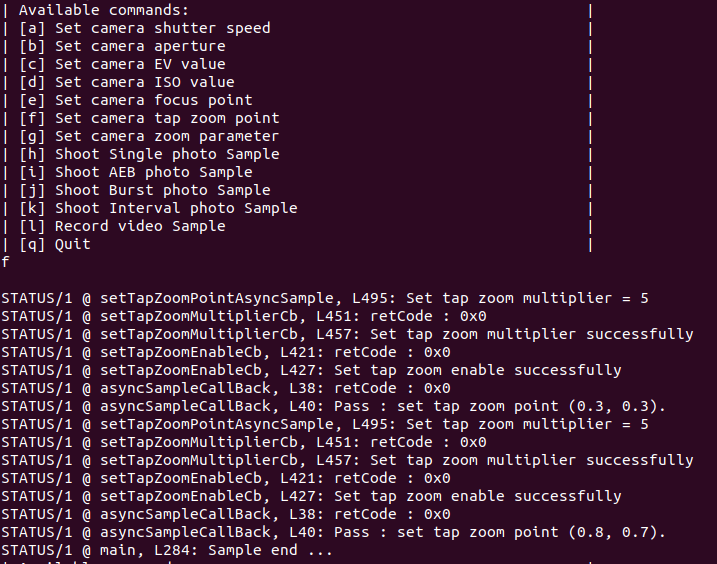 | Available commands: |
| [a] Set camera shutter speed |
| [b] Set camera aperture |
| [c] Set camera EV value |
| [d] Set camera ISO value |
| [e] Set camera focus point |
| [f] Set camera tap zoom point |
| [g] Set camera zoom parameter |
| [h] Shoot Single photo Sample |
| [i] Shoot AEB photo Sample |
| [j] Shoot Burst photo Sample |
| [k] Shoot Interval photo Sample |
| [l] Record video Sample |
| [q] Quit |
f
STATUS/1 @ setTapZoomPointAsyncSample, L495: Set tap zoom multiplier = 5
STATUS/1 @ setTapZoomMultiplierCb, L451: retCode : 0x0
STATUS/1 @ setTapZoomMultiplierCb, L457: Set tap zoom multiplier successfully
STATUS/1 @ setTapZoomEnableCb, L421: retCode : 0x0
STATUS/1 @ setTapZoomEnableCb, L427: Set tap zoom enable successfully
STATUS/1 @ asyncSampleCallBack, L38: retCode : 0x0
STATUS/1 @ asyncSampleCallBack, L40: Pass : set tap zoom point (0.3, 0.3).
STATUS/1 @ setTapZoomPointAsyncSample, L495: Set tap zoom multiplier = 5
STATUS/1 @ setTapZoomMultiplierCb, L451: retCode : 0x0
STATUS/1 @ setTapZoomMultiplierCb, L457: Set tap zoom multiplier successfully
STATUS/1 @ setTapZoomEnableCb, L421: retCode : 0x0
STATUS/1 @ setTapZoomEnableCb, L427: Set tap zoom enable successfully
STATUS/1 @ asyncSampleCallBack, L38: retCode : 0x0
STATUS/1 @ asyncSampleCallBack, L40: Pass : set tap zoom point (0.8, 0.7).
STATUS/1 @ main, L284: Sample end ...